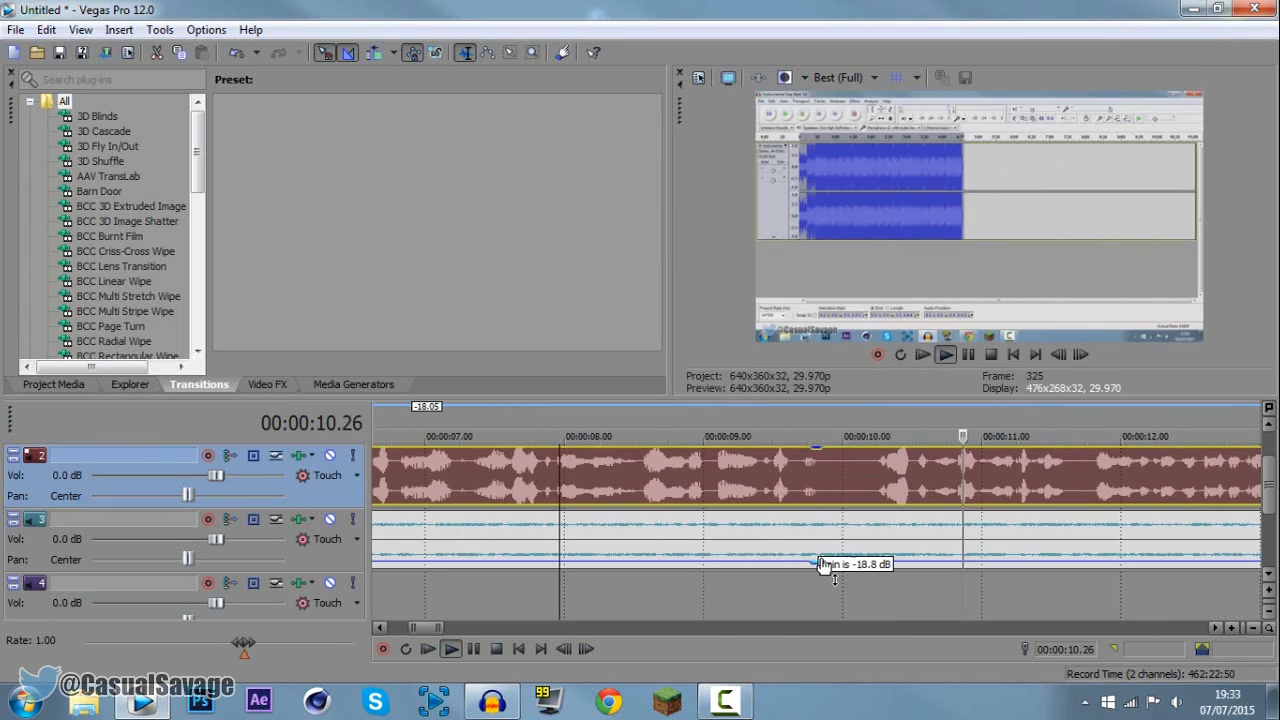 Untitled * - Vegas Pro 12.0
File Edit View Insert Tools Options Help
Search plug-ins
Preset:
Best (Full)
All
3D Blinds
3D Cascade
3D Fly In/Out
3D Shuffle
AAV TransLab
Barn Door
BCC 3D Extruded Image
BCC 3D Image Shatter
BCC Burnt Film
BCC Criss-Cross Wipe
BCC Lens Transition
BCC Linear Wipe
BCC Multi Stretch Wipe
BCC Multi Stripe Wipe
BCC Page Turn
BCC Radial Wipe
BCC Rectangular Wipe
@CasualSavage
Project Media Explorer Transitions Video FX Media Generators
Project: 640x360x32, 29.970p
Preview: 640x360x32, 29.970p
Frame: 325
Display: 476x268x32, 29.970
-18.05
00:00:10.26
00:00:07.00 00:00:08.00 00:00:09.00 00:00:10.00 00:00:11.00 00:00:12.00
2
Vol: 0.0 dB Touch
Pan: Center
3
Vol: 0.0 dB Touch
Pan: Center
4
Vol: 0.0 dB Touch
is -18.8 dB
Rate: 1.00
00:00:10.26
Record Time (2 channels): 462:22:50
@CasualSavage
Ps Ae S 99 C
19:33
07/07/2015